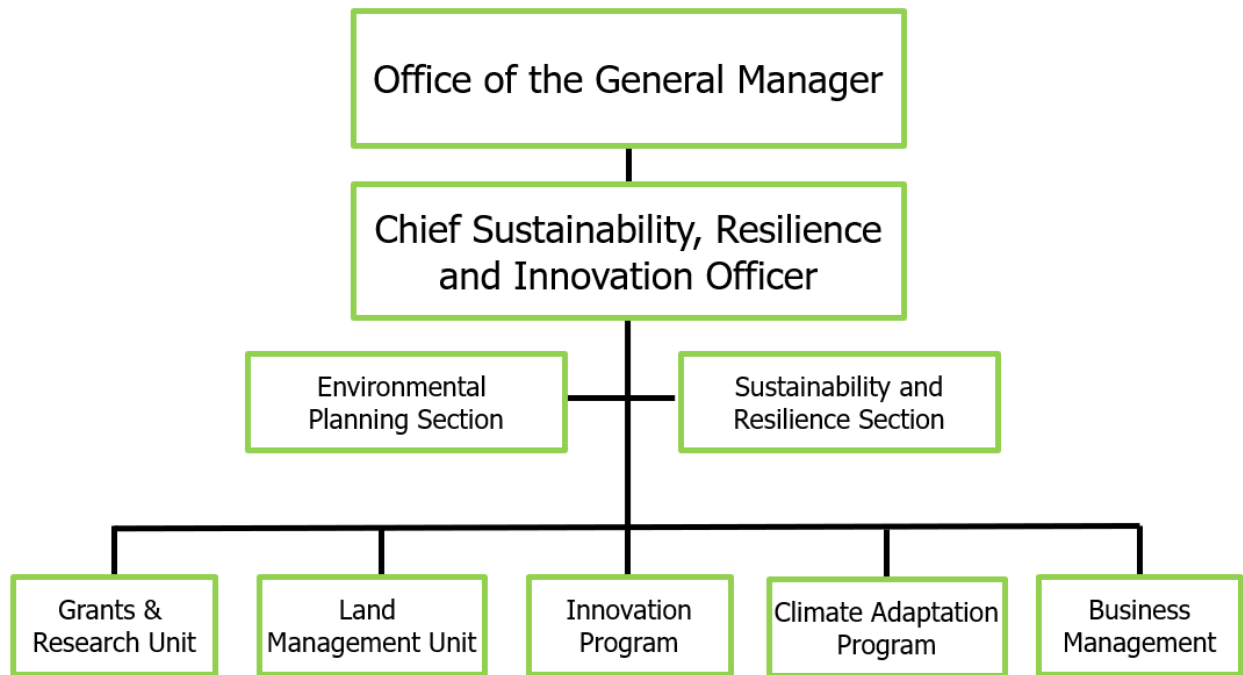 Office of the General Manager
Chief Sustainability, Resilience
and Innovation Officer
Environmental
Planning Section
Sustainability and
Resilience Section
Grants &
Research Unit
Land
Management Unit
Innovation
Program
Climate Adaptation
Program
Business
Management